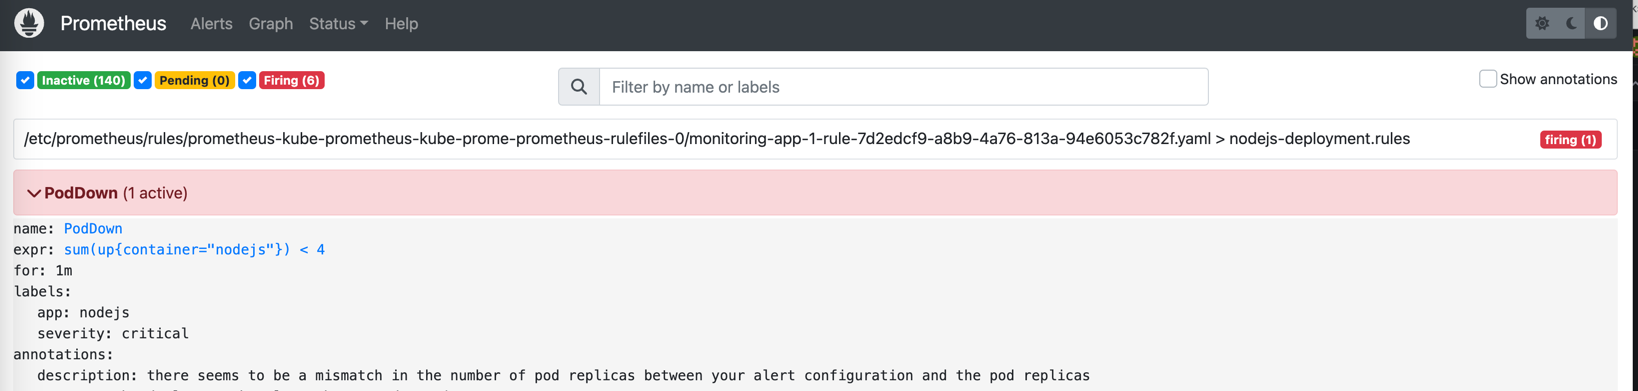 Prometheus Alerts Graph Status Help
Inactive (140) Pending (0) Firing (6) Filter by name or labels Show annotations
/etc/prometheus/rules/prometheus-kube-prometheus-kube-prome-prometheus-rulefiles-0/monitoring-app-1-rule-7d2edcf9-a8b9-4a76-813a-94e6053c782f.yaml > nodejs-deployment.rules firing (1)
PodDown (1 active)
name: PodDown
expr: sum(up{container="nodejs"}) < 4
for: 1m
labels:
app: nodejs
severity: critical
annotations:
description: there seems to be a mismatch in the number of pod replicas between your alert configuration and the pod replicas